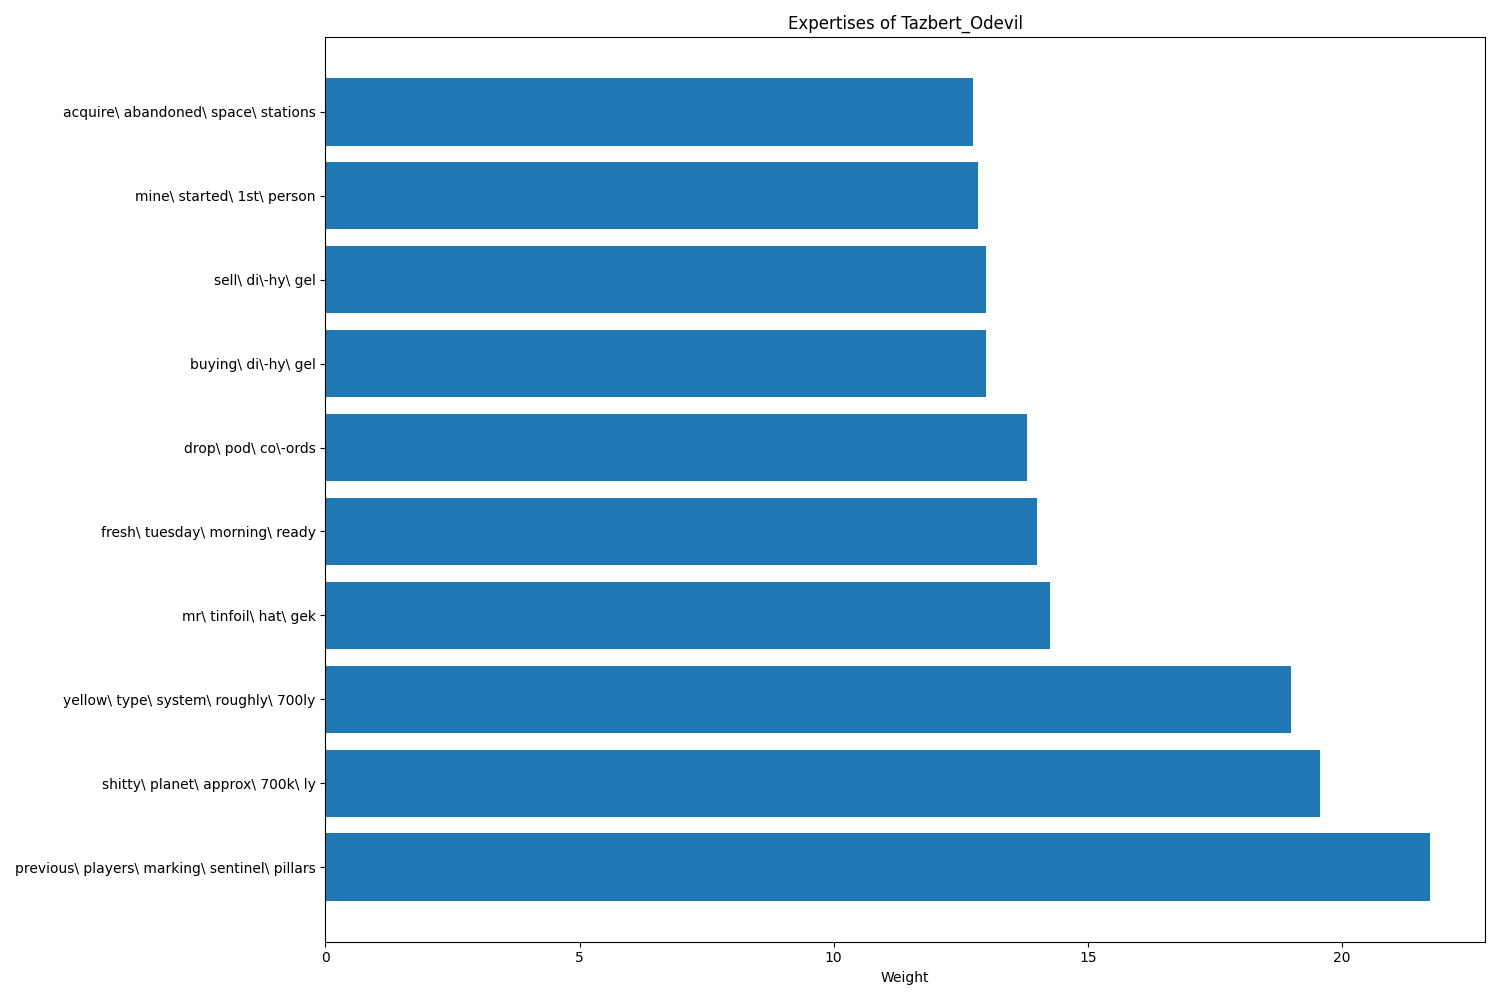 Expertises of Tazbert_Odevil
acquire\ abandoned\ space\ stations
mine\ started\ 1st\ person
sell\ di\-hy\ gel
buying\ di\-hy\ gel
drop\ pod\ co\-ords
fresh\ tuesday\ morning\ ready
mr\ tinfoil\ hat\ gek
yellow\ type\ system\ roughly\ 700ly
shitty\ planet\ approx\ 700k\ ly
previous\ players\ marking\ sentinel\ pillars
0 5 10 15 20
Weight